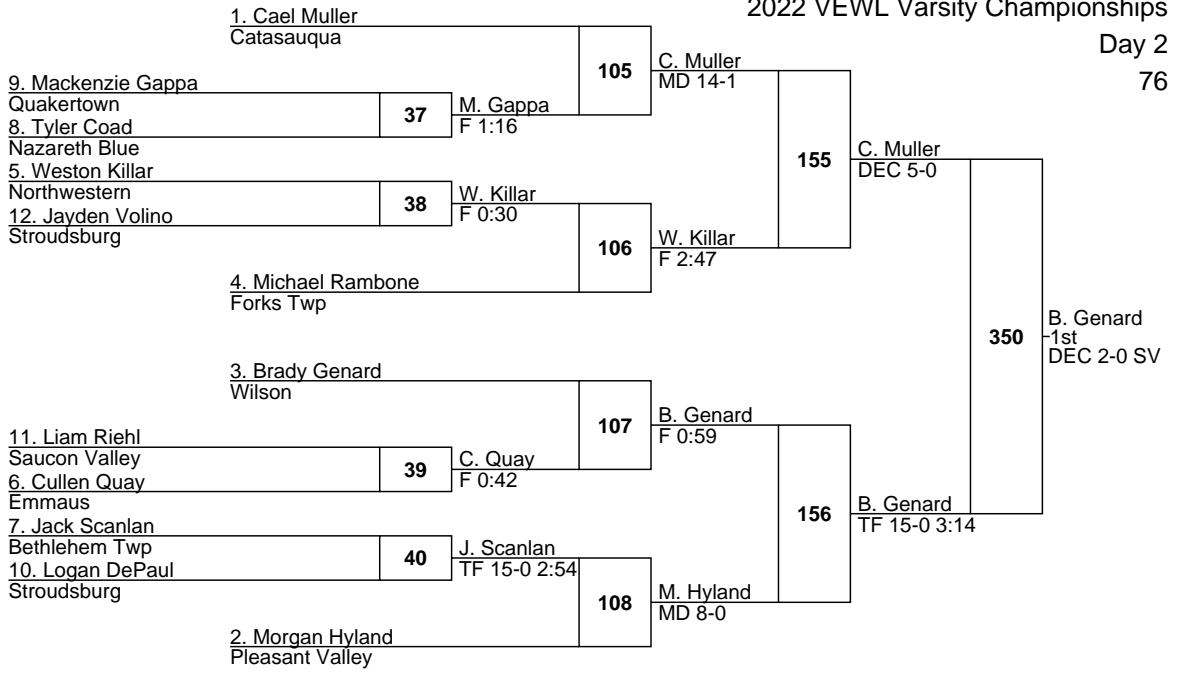 2022 VEWL Varsity Championships
Day 2
76
1. Cael Muller
Catasauqua
105
C. Muller
MD 14-1
9. Mackenzie Gappa
Quakertown
37
M. Gappa
F 1:16
8. Tyler Coad
Nazareth Blue
155
C. Muller
DEC 5-0
5. Weston Killar
Northwestern
38
W. Killar
F 0:30
12. Jayden Volino
Stroudsburg
106
W. Killar
F 2:47
4. Michael Rambone
Forks Twp
350
B. Genard
1st
DEC 2-0 SV
3. Brady Genard
Wilson
107
B. Genard
F 0:59
11. Liam Riehl
Saucon Valley
39
C. Quay
F 0:42
6. Cullen Quay
Emmaus
156
B. Genard
TF 15-0 3:14
7. Jack Scanlan
Bethlehem Twp
40
J. Scanlan
TF 15-0 2:54
10. Logan DePaul
Stroudsburg
108
M. Hyland
MD 8-0
2. Morgan Hyland
Pleasant Valley